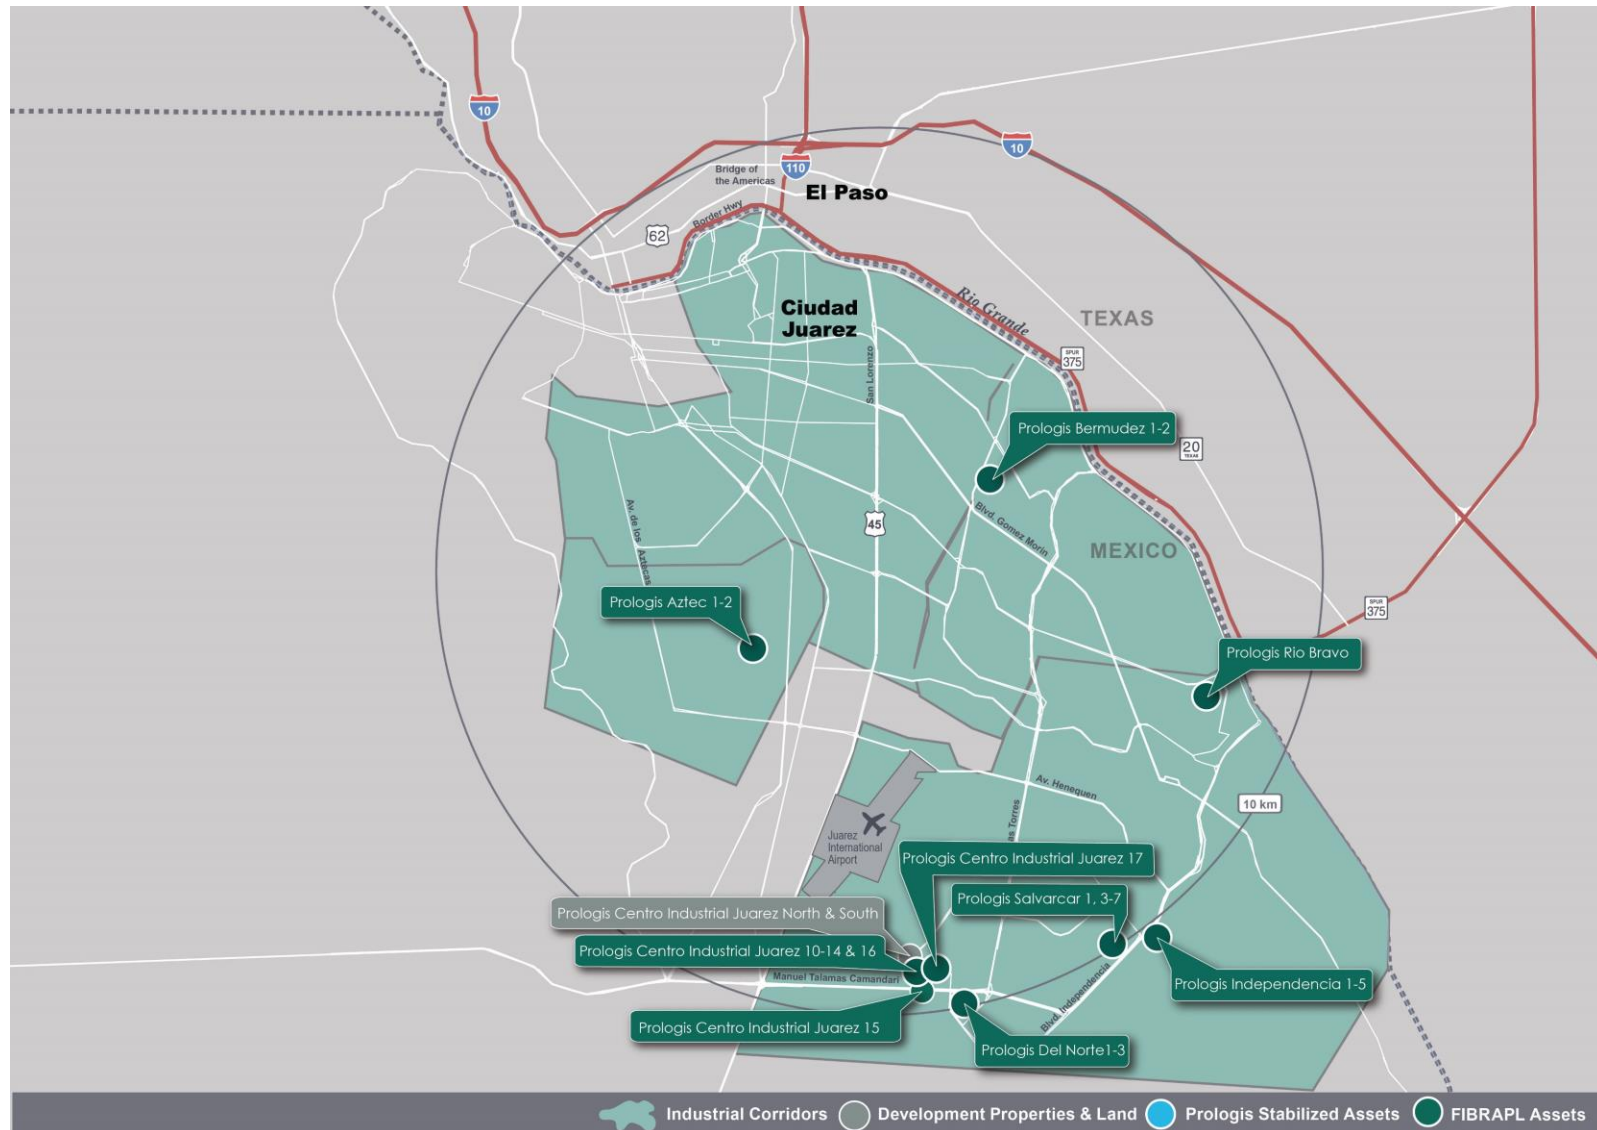 10
10
110
Bridge of
the Americas
El Paso
Border Hwy
62
Ciudad
Juarez
Rio Grande
TEXAS
SPUR
375
San Lorenzo
Prologis Bermudez 1-2
20
TEXAS
Av. de los Aztecas
45
Blvd. Gomez Morin
MEXICO
Prologis Aztec 1-2
SPUR
375
Prologis Rio Bravo
Av. Henequen
10 km
as Torres
Juarez
International
Airport
Prologis Centro Industrial Juarez 17
Prologis Salvarcar 1, 3-7
Prologis Centro Industrial Juarez North & South
Prologis Centro Industrial Juarez 10-14 & 16
Manuel Talamas Camandari
Blvd. Independencia
Prologis Independencia 1-5
Prologis Centro Industrial Juarez 15
Prologis Del Norte1-3
Industrial Corridors
Development Properties & Land
Prologis Stabilized Assets
FIBRAPL Assets